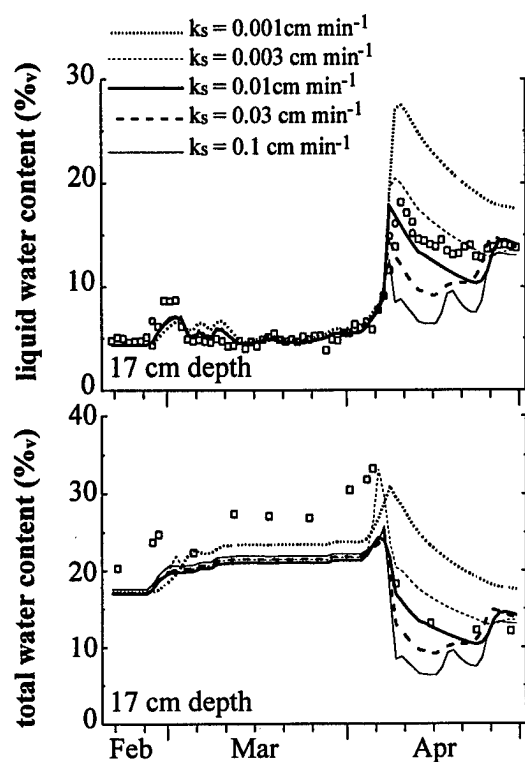 ks = 0.001cm min-1
ks = 0.003 cm min-1
ks = 0.01cm min-1
ks = 0.03 cm min-1
ks = 0.1 cm min-1
liquid water content (%v)
30
20
10
0
17 cm depth
total water content (%v)
40
30
20
10
0
17 cm depth
Feb Mar Apr